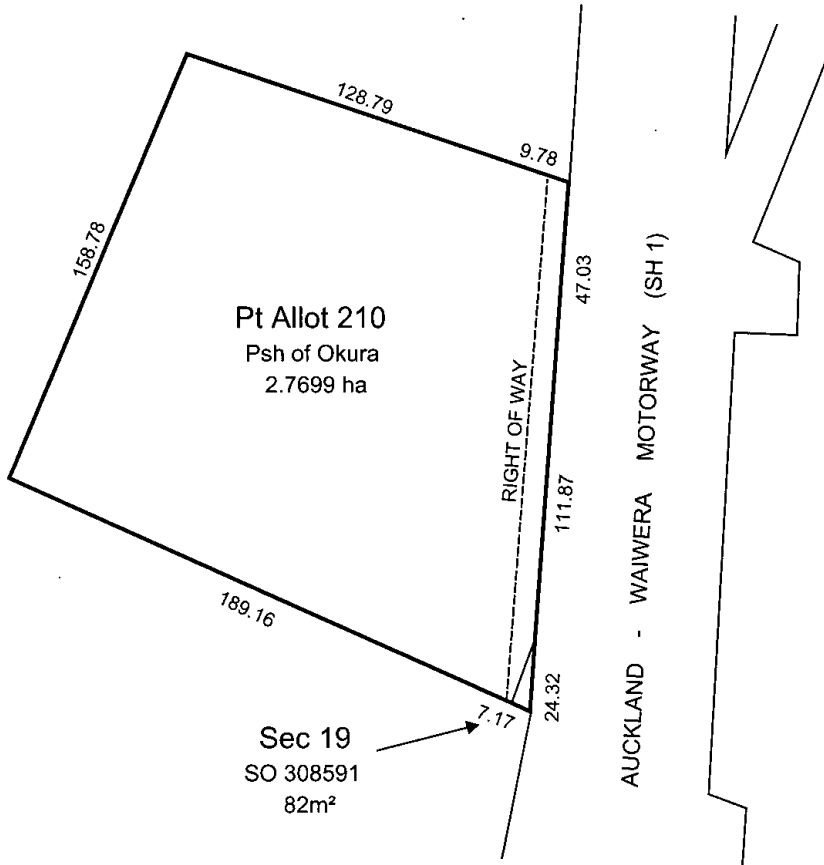 128.79
9.78
158.78
47.03
Pt Allot 210
Psh of Okura
2.7699 ha
RIGHT OF WAY
111.87
AUCKLAND - WAIWERA MOTORWAY (SH 1)
189.16
24.32
7.17
Sec 19
SO 308591
82m²